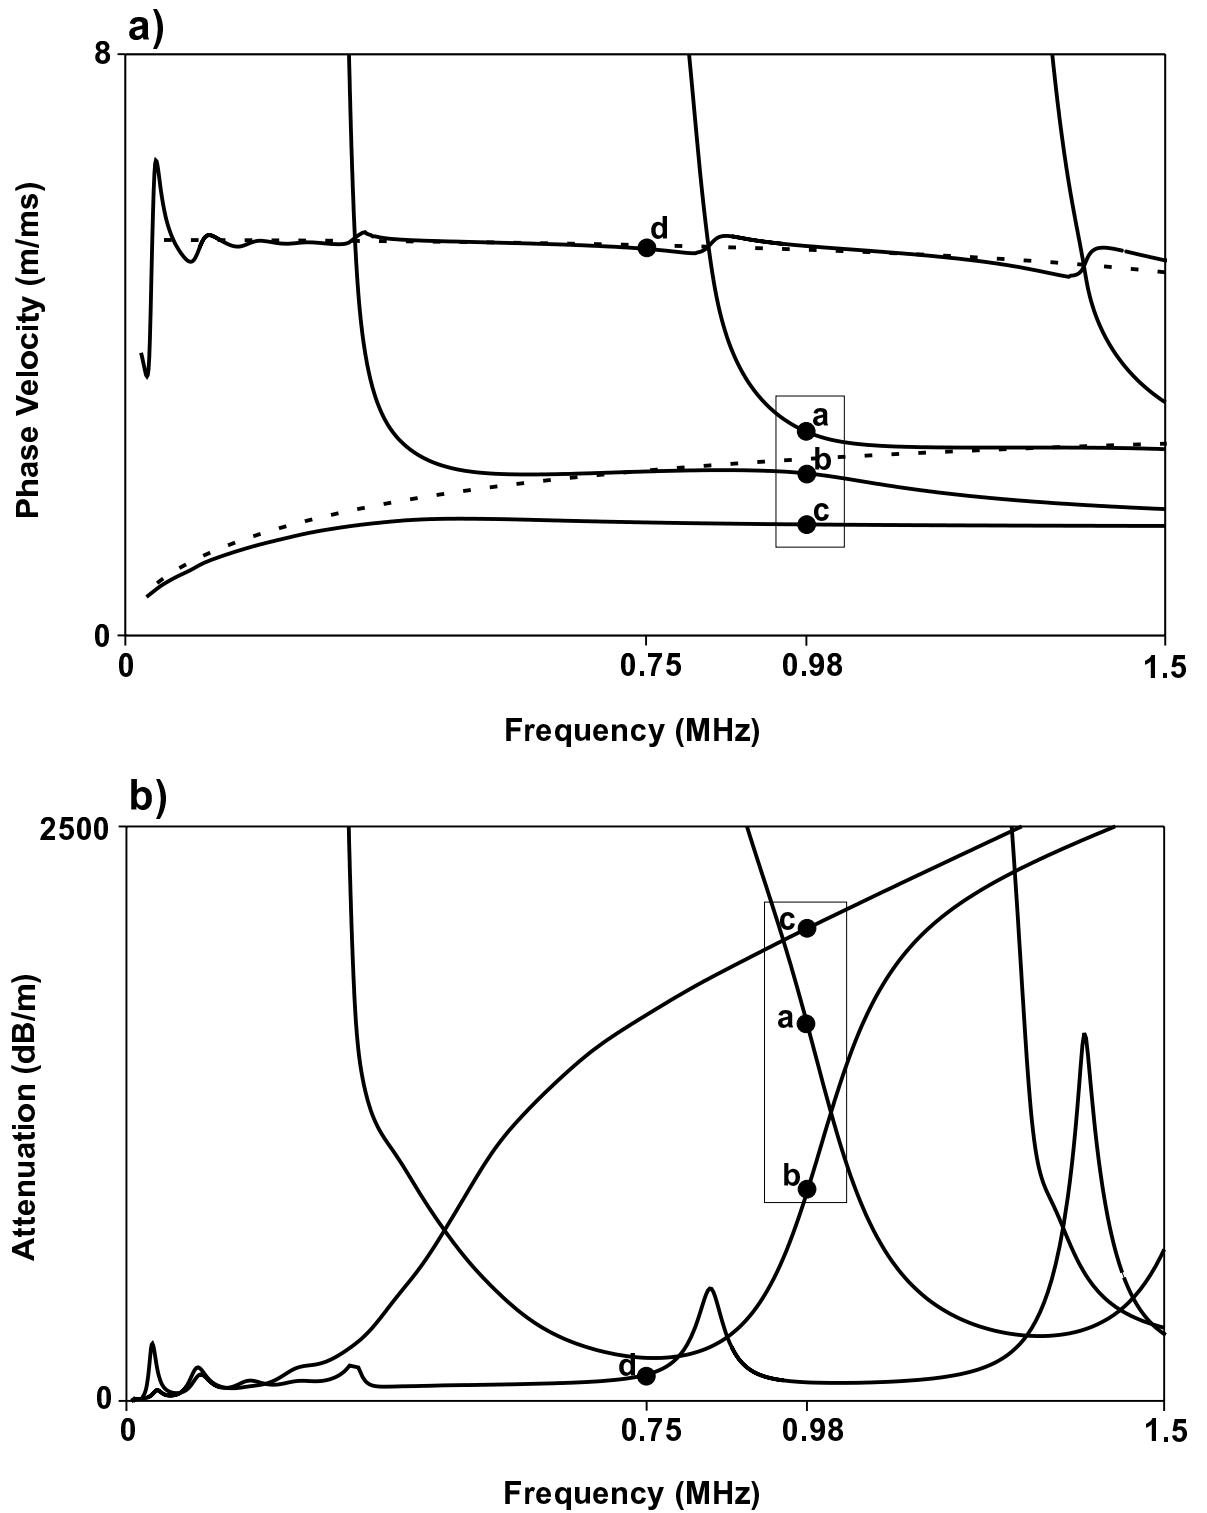 a)
8
Phase Velocity (m/ms)
d
a
b
c
0
0 0.75 0.98 1.5
Frequency (MHz)
b)
2500
Attenuation (dB/m)
c
a
b
d
0
0 0.75 0.98 1.5
Frequency (MHz)